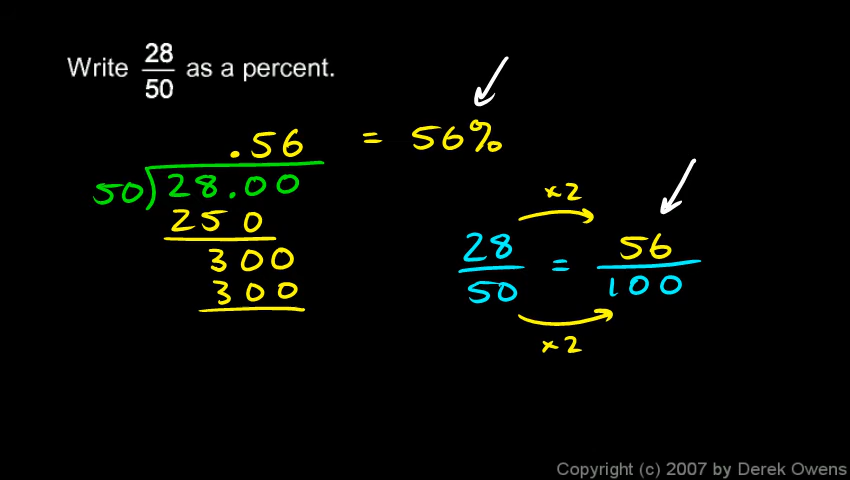 Write 28/50 as a percent.
.56 = 56%
50)28.00
250
300
300
×2
28/50 = 56/100
×2
Copyright (c) 2007 by Derek Owens